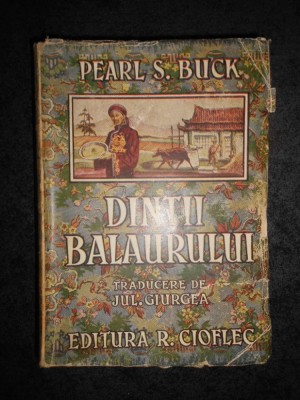 PEARL S. BUCK
DINȚII
BALAURULUI
TRADUCERE DE
JUL. GIURGEA
EDITURA R. CIOFLEC